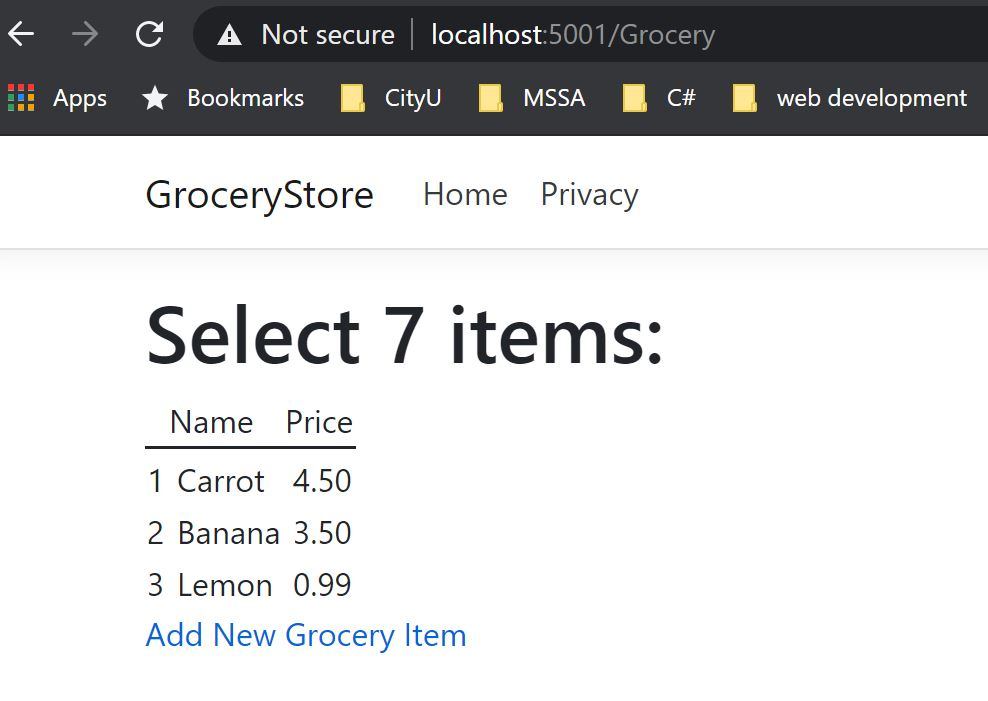 Not secure localhost:5001/Grocery
Apps Bookmarks CityU MSSA C# web development
GroceryStore Home Privacy
Select 7 items:
Name Price
1 Carrot 4.50
2 Banana 3.50
3 Lemon 0.99
Add New Grocery Item